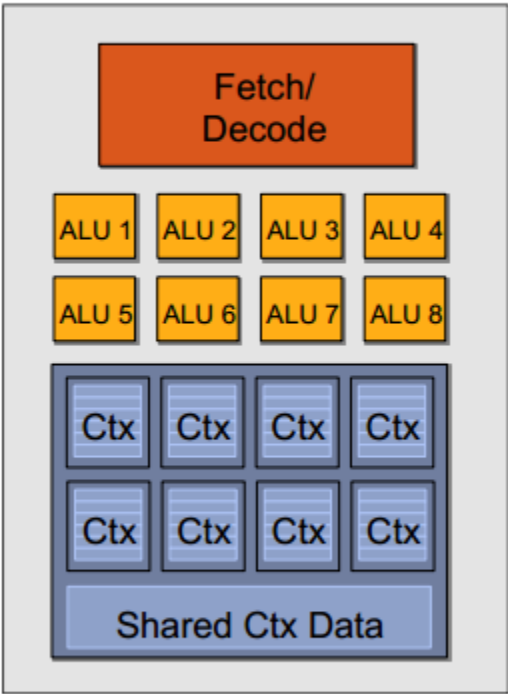 Fetch/
Decode
ALU 1 ALU 2 ALU 3 ALU 4
ALU 5 ALU 6 ALU 7 ALU 8
Ctx Ctx Ctx Ctx
Ctx Ctx Ctx Ctx
Shared Ctx Data